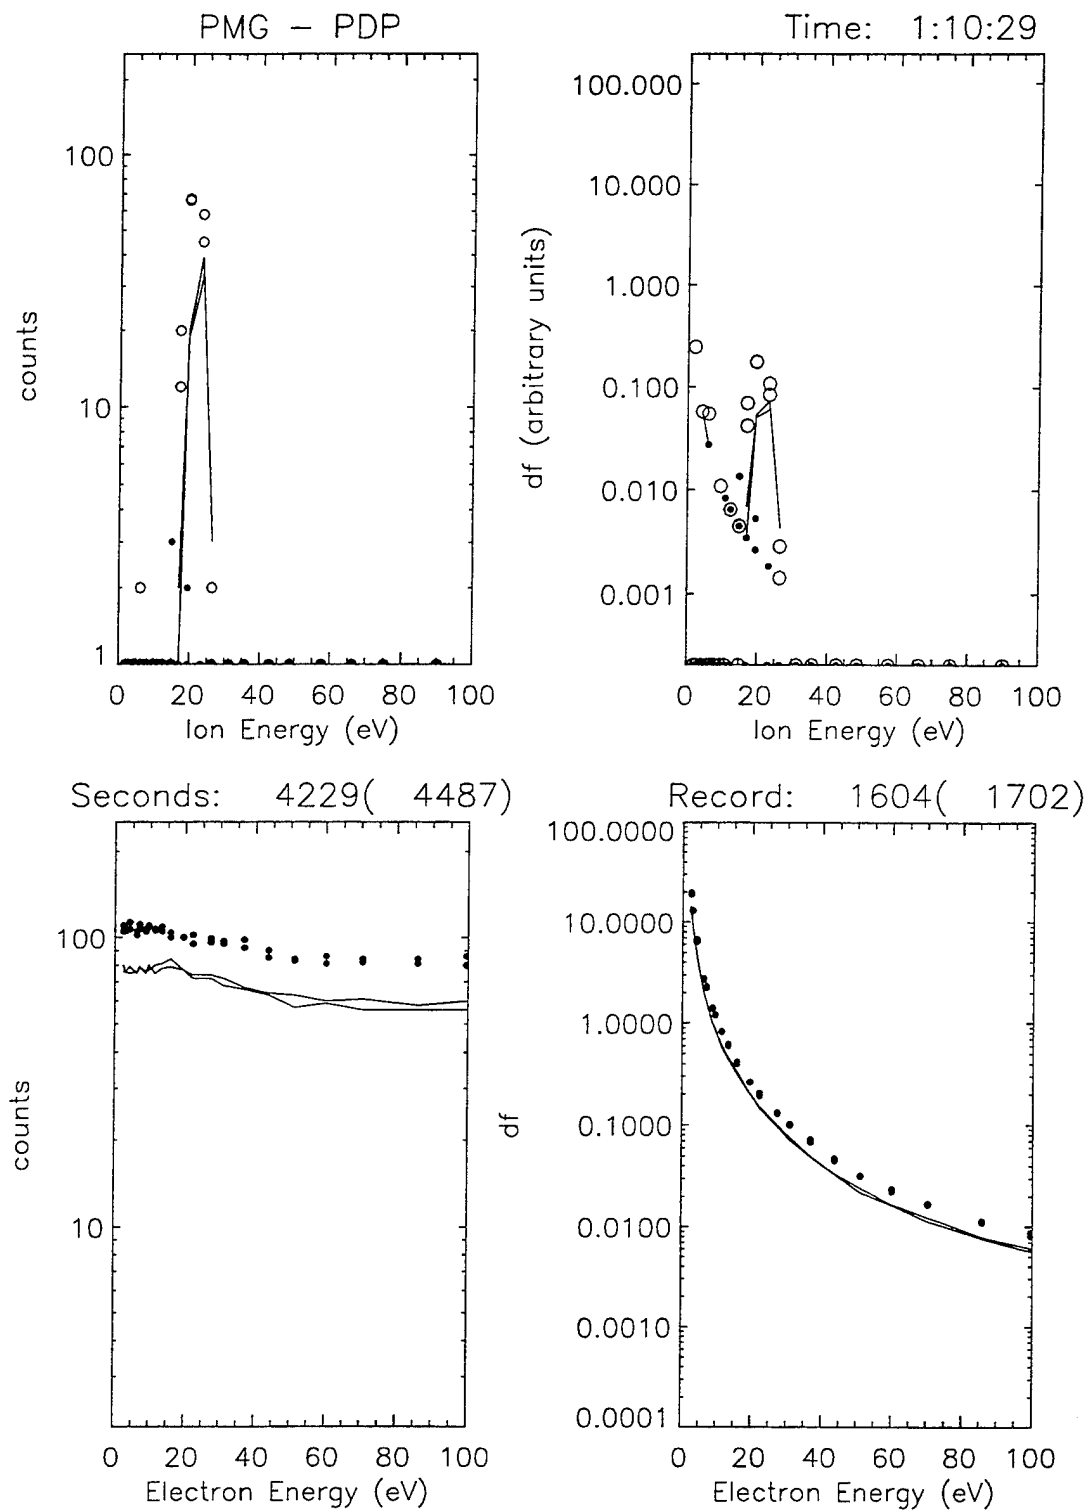 PMG – PDP
Time: 1:10:29
counts
100
10
1
0 20 40 60 80 100
Ion Energy (eV)
df (arbitrary units)
100.000
10.000
1.000
0.100
0.010
0.001
0 20 40 60 80 100
Ion Energy (eV)
Seconds: 4229( 4487)
Record: 1604( 1702)
counts
100
10
0 20 40 60 80 100
Electron Energy (eV)
df
100.0000
10.0000
1.0000
0.1000
0.0100
0.0010
0.0001
0 20 40 60 80 100
Electron Energy (eV)